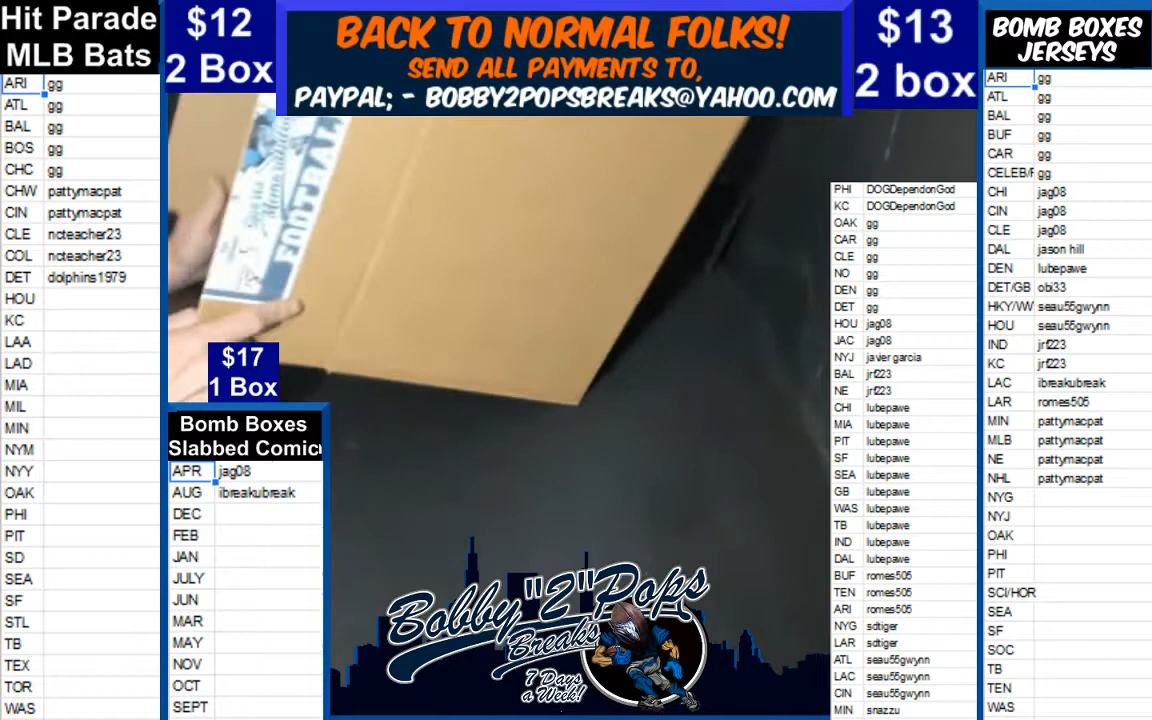 Hit Parade
MLB Bats
ARI gg
ATL gg
BAL gg
BOS gg
CHC gg
CHW pattymacpat
CIN pattymacpat
CLE ncteacher23
COL ncteacher23
DET dolphins1979
HOU
KC
LAA
LAD
MIA
MIL
MIN
NYM
NYY
OAK
PHI
PIT
SD
SEA
SF
STL
TB
TEX
TOR
WAS
$12
2 Box
BACK TO NORMAL FOLKS!
SEND ALL PAYMENTS TO,
PAYPAL; - BOBBY2POPSBREAKS@YAHOO.COM
$13
2 box
FOOTBALL
$17
1 Box
Bomb Boxes
Slabbed Comic
APR jag08
AUG ibreakubreak
DEC
FEB
JAN
JULY
JUN
MAR
MAY
NOV
OCT
SEPT
Bobby "2" Pops
Breaks
7 Days
a Week!
PHI DOGDependonGod
KC DOGDependonGod
OAK gg
CAR gg
CLE gg
NO gg
DEN gg
DET gg
HOU jag08
JAC jag08
NYJ javier garcia
BAL jrf223
NE jrf223
CHI lubepawe
MIA lubepawe
PIT lubepawe
SF lubepawe
SEA lubepawe
GB lubepawe
WAS lubepawe
TB lubepawe
IND lubepawe
DAL lubepawe
BUF romes505
TEN romes505
ARI romes505
NYG sdtiger
LAR sdtiger
ATL seau55gwynn
LAC seau55gwynn
CIN seau55gwynn
MIN snazzu
BOMB BOXES
JERSEYS
ARI gg
ATL gg
BAL gg
BUF gg
CAR gg
CELEB/F gg
CHI jag08
CIN jag08
CLE jag08
DAL jason hill
DEN lubepawe
DET/GB obi33
HKY/WW seau55gwynn
HOU seau55gwynn
IND jrf223
KC jrf223
LAC ibreakubreak
LAR romes505
MIN pattymacpat
MLB pattymacpat
NE pattymacpat
NHL pattymacpat
NYG
NYJ
OAK
PHI
PIT
SCI/HOR
SEA
SF
SOC
TB
TEN
WAS